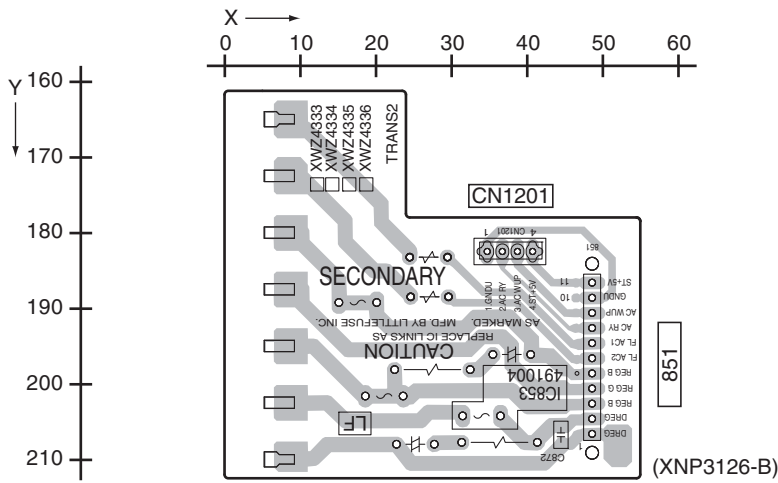 X
0 10 20 30 40 50 60
Y
160
170
180
190
200
210
XWZ4333
XWZ4334
XWZ4335
XWZ4336
TRANS2
CN1201
1 CN1201 4
851
SECONDARY
1.GNDU
2.AC RY
3.AC WUP
4.ST+5V
11 ST+5V
10 GNDU
AC WUP
AC RY
FL AC1
FL AC2
REG B
REG G
REG B
DREG
DREG
1
CAUTION
REPLACE IC LINKS AS
MFD. BY LITTLEFUSE INC.
AS MARKED.
491004
IC853
LF
C872
851
(XNP3126-B)